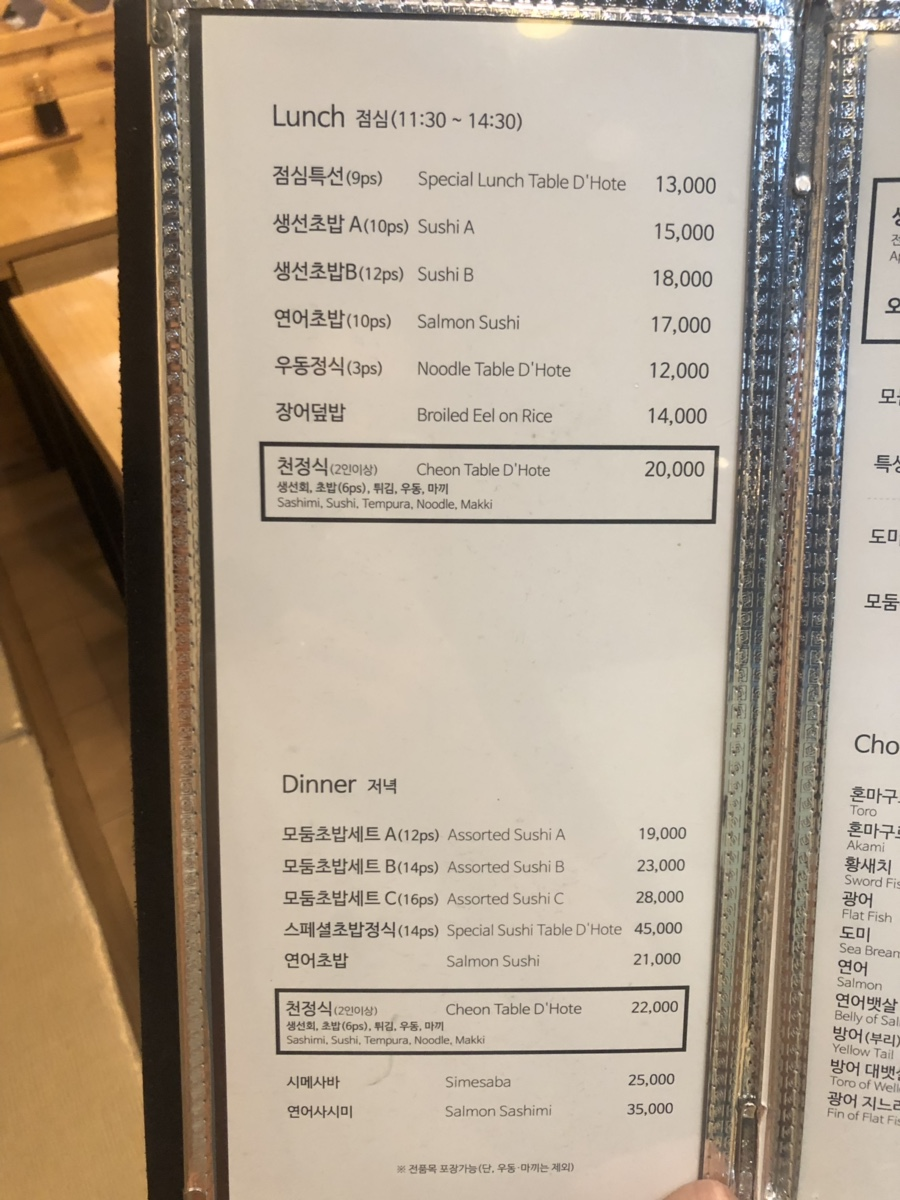 Lunch 점심(11:30 ~ 14:30)
점심특선(9ps) Special Lunch Table D'Hote 13,000
생선초밥 A(10ps) Sushi A 15,000
생선초밥B(12ps) Sushi B 18,000
연어초밥(10ps) Salmon Sushi 17,000
우동정식(3ps) Noodle Table D'Hote 12,000
장어덮밥 Broiled Eel on Rice 14,000
천정식(2인이상) Cheon Table D'Hote 20,000
생선회, 초밥(6ps), 튀김, 우동, 마끼
Sashimi, Sushi, Tempura, Noodle, Makki
Dinner 저녁
모둠초밥세트 A(12ps) Assorted Sushi A 19,000
모둠초밥세트 B(14ps) Assorted Sushi B 23,000
모둠초밥세트 C(16ps) Assorted Sushi C 28,000
스페셜초밥정식(14ps) Special Sushi Table D'Hote 45,000
연어초밥 Salmon Sushi 21,000
천정식(2인이상) Cheon Table D'Hote 22,000
생선회, 초밥(6ps), 튀김, 우동, 마끼
Sashimi, Sushi, Tempura, Noodle, Makki
시메사바 Simesaba 25,000
연어사시미 Salmon Sashimi 35,000
※ 전품목 포장가능(단, 우동·마끼는 제외)
도미
모둠
Cho
혼마구
Toro
혼마구
Akami
황새치
Sword Fis
광어
Flat Fish
도미
Sea Bream
연어
Salmon
연어뱃살
Belly of Sal
방어(부리)
Yellow Tail
방어 대뱃
Toro of Welle
광어 지느
Fin of Flat Fis